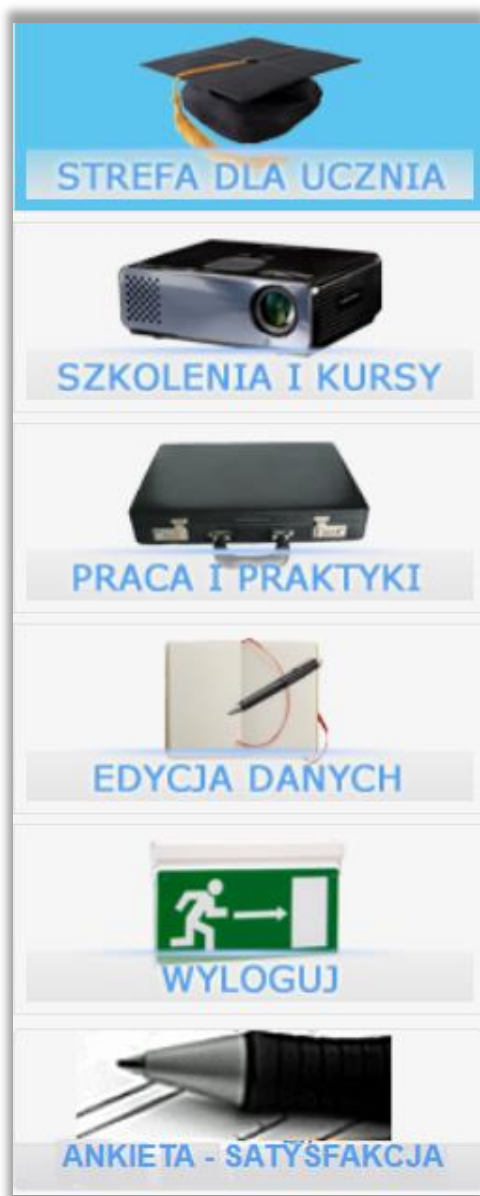 STREFA DLA UCZNIA
SZKOLENIA I KURSY
PRACA I PRAKTYKI
EDYCJA DANYCH
WYLOGUJ
ANKIETA - SATYSFAKCJA